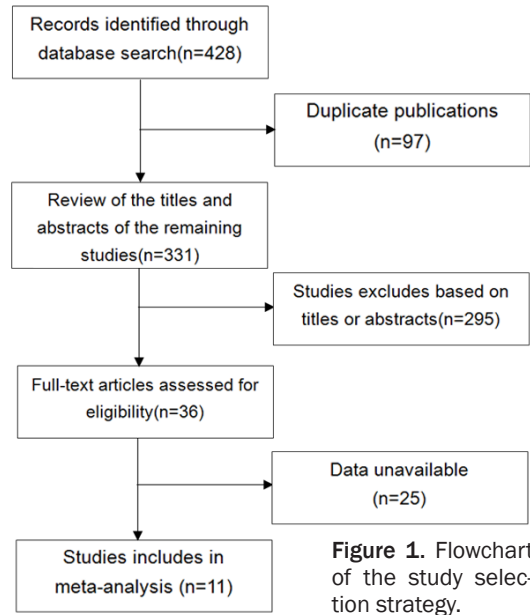 Records identified through
database search(n=428)
Duplicate publications
(n=97)
Review of the titles and
abstracts of the remaining
studies(n=331)
Studies excludes based on
titles or abstracts(n=295)
Full-text articles assessed for
eligibility(n=36)
Data unavailable
(n=25)
Studies includes in
meta-analysis (n=11)
Figure 1. Flowchart
of the study selec-
tion strategy.